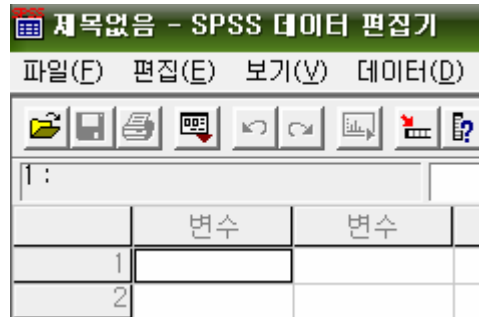 제목없음 - SPSS 데이터 편집기
파일(F) 편집(E) 보기(V) 데이터(D)
1 :
변수 변수
1
2